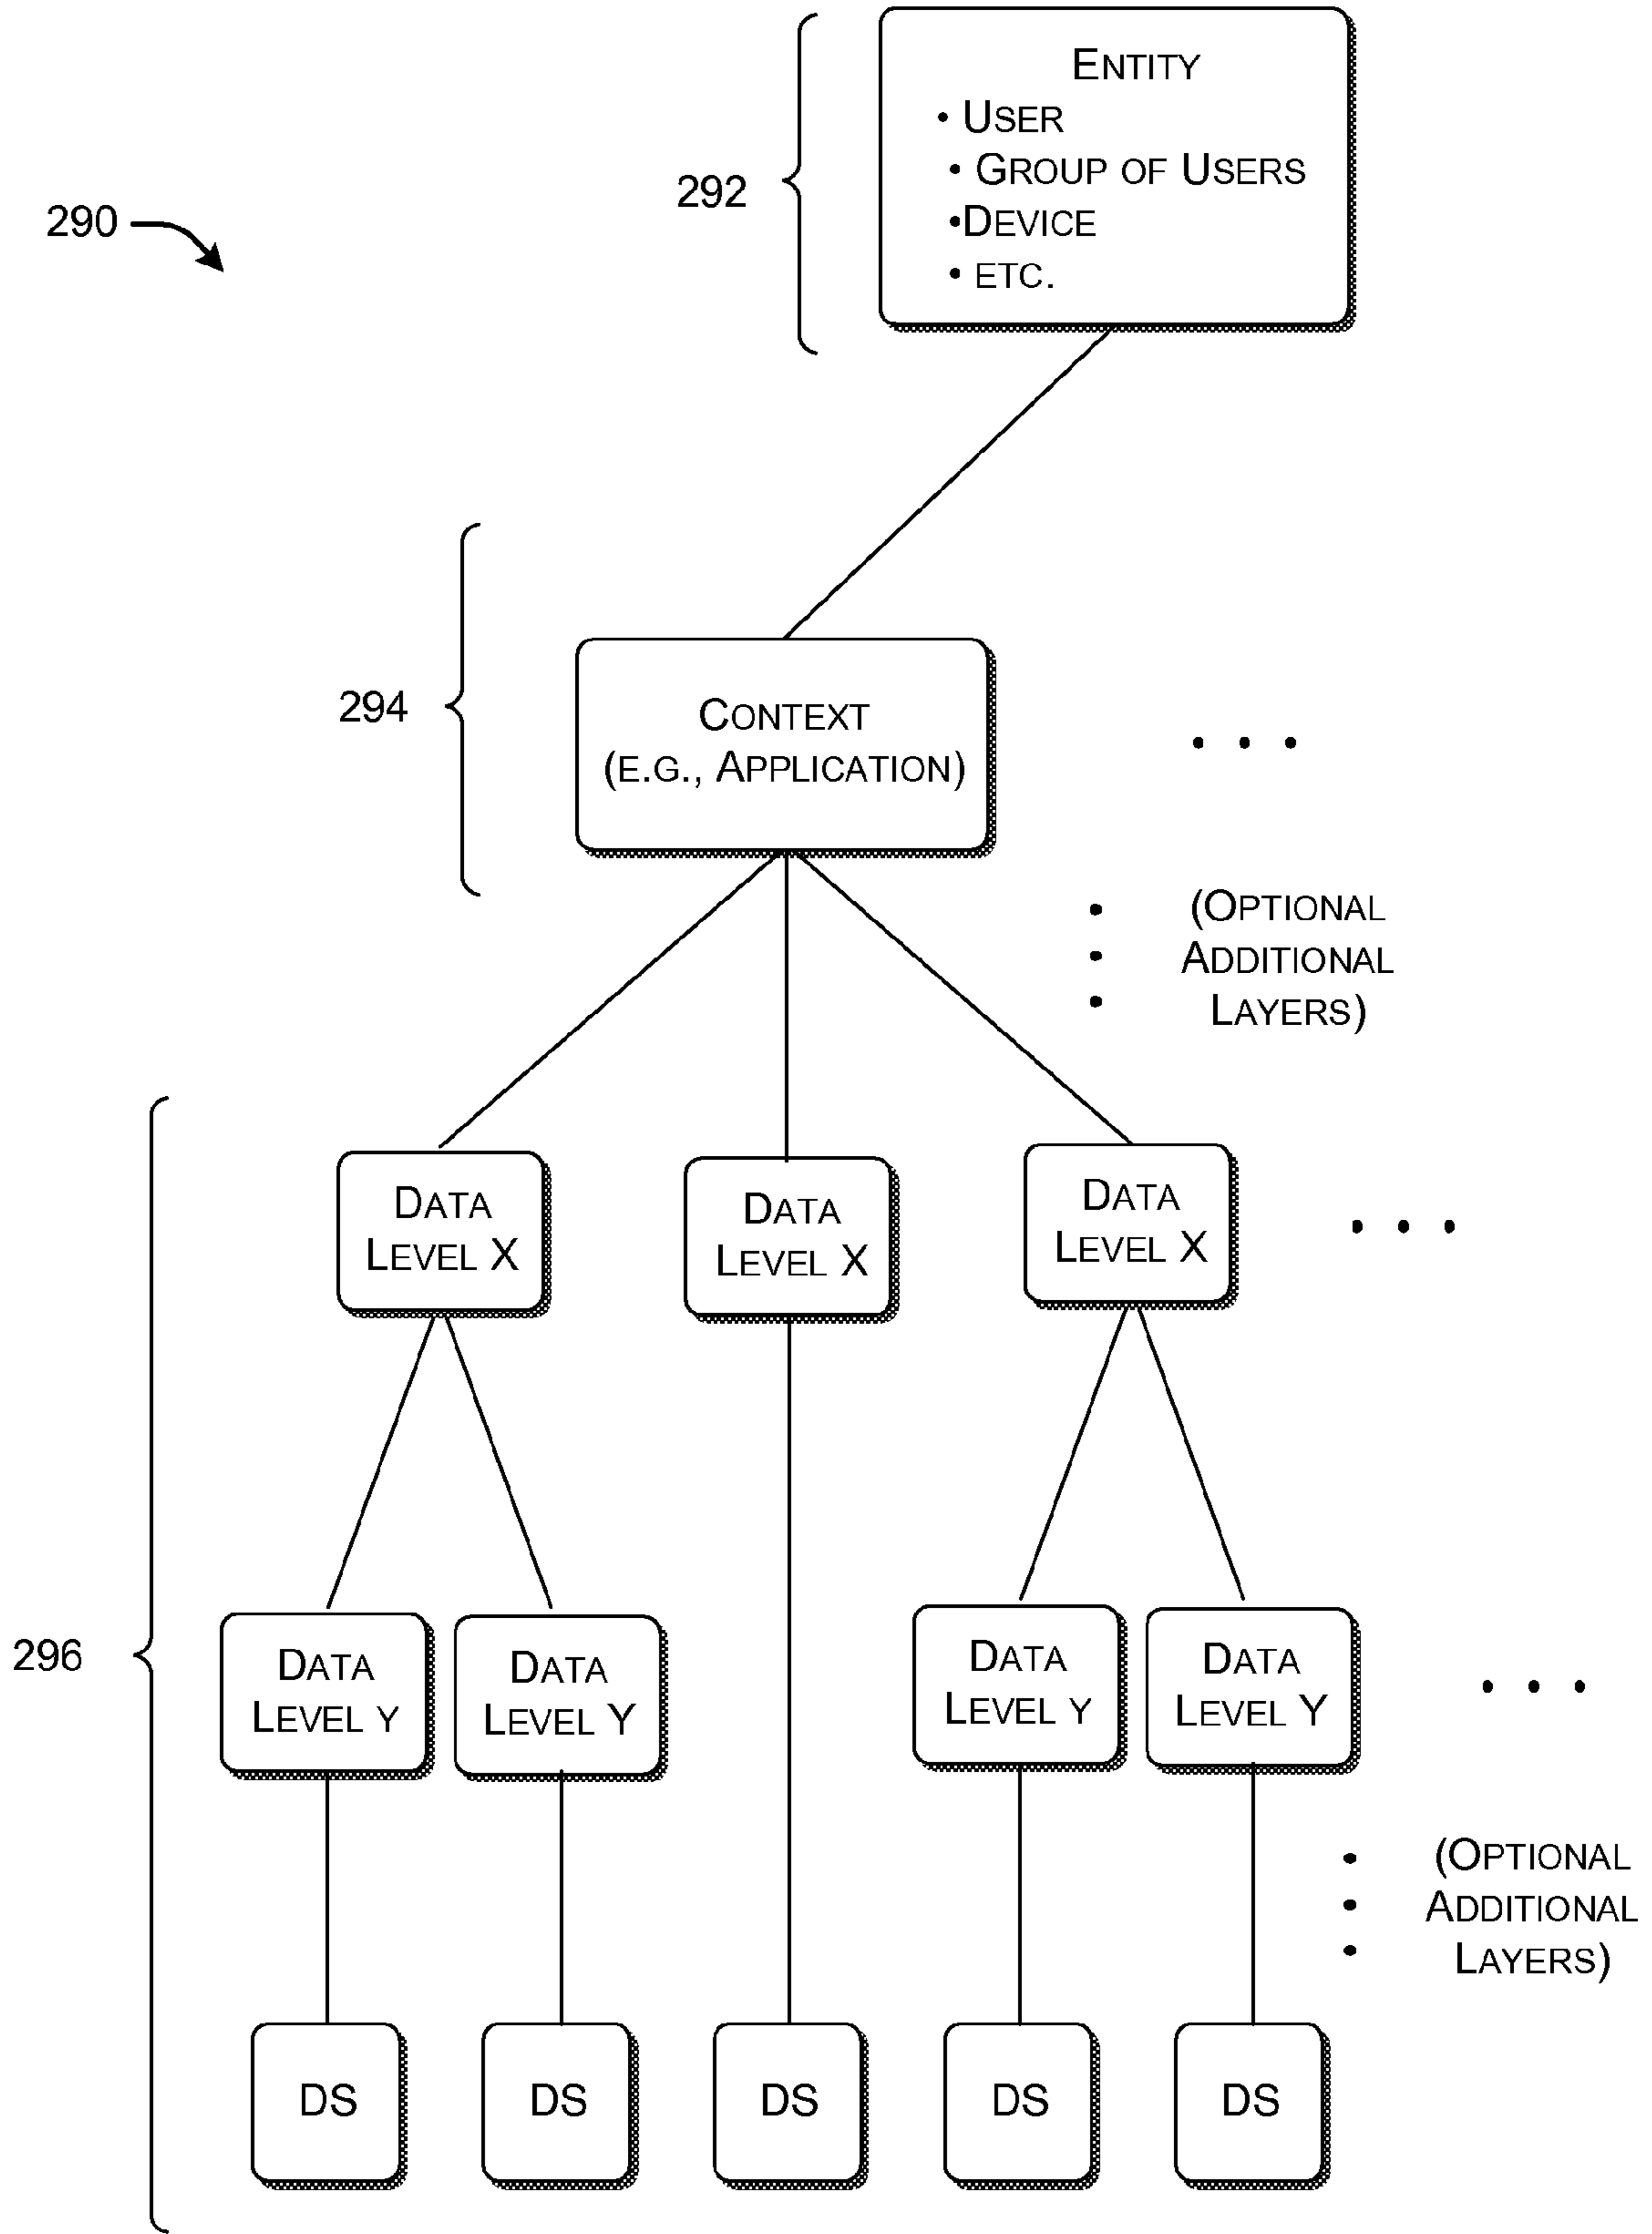 ENTITY
• USER
• GROUP OF USERS
•DEVICE
• ETC.
292
290
294
CONTEXT
(E.G., APPLICATION)
• • •
(OPTIONAL
ADDITIONAL
LAYERS)
DATA
LEVEL X
DATA
LEVEL X
DATA
LEVEL X
• • •
296
DATA
LEVEL Y
DATA
LEVEL Y
DATA
LEVEL Y
DATA
LEVEL Y
• • •
(OPTIONAL
ADDITIONAL
LAYERS)
DS
DS
DS
DS
DS